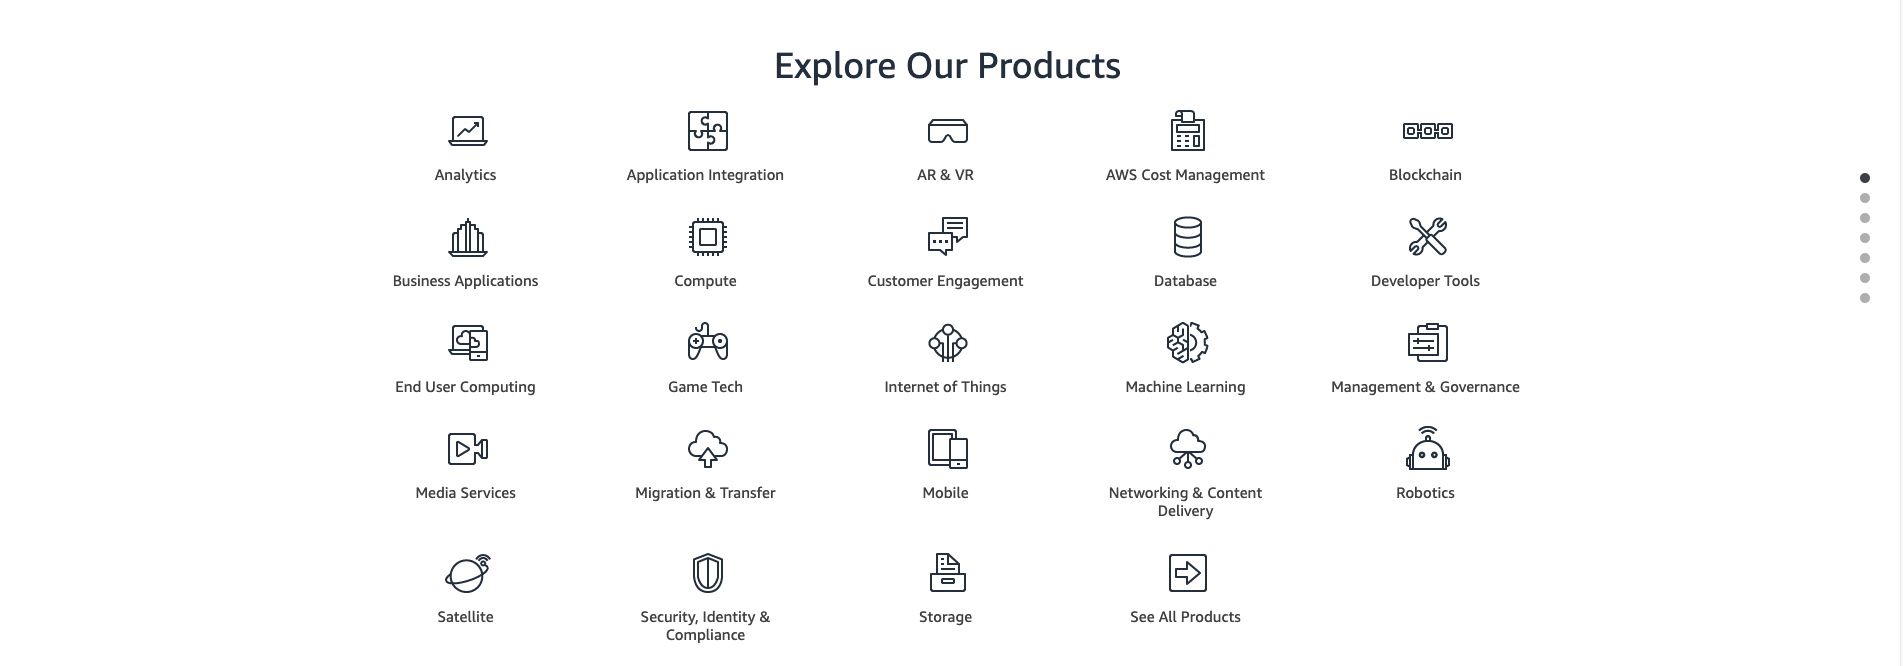 Explore Our Products
Analytics
Application Integration
AR & VR
AWS Cost Management
Blockchain
Business Applications
Compute
Customer Engagement
Database
Developer Tools
End User Computing
Game Tech
Internet of Things
Machine Learning
Management & Governance
Media Services
Migration & Transfer
Mobile
Networking & Content
Delivery
Robotics
Satellite
Security, Identity &
Compliance
Storage
See All Products